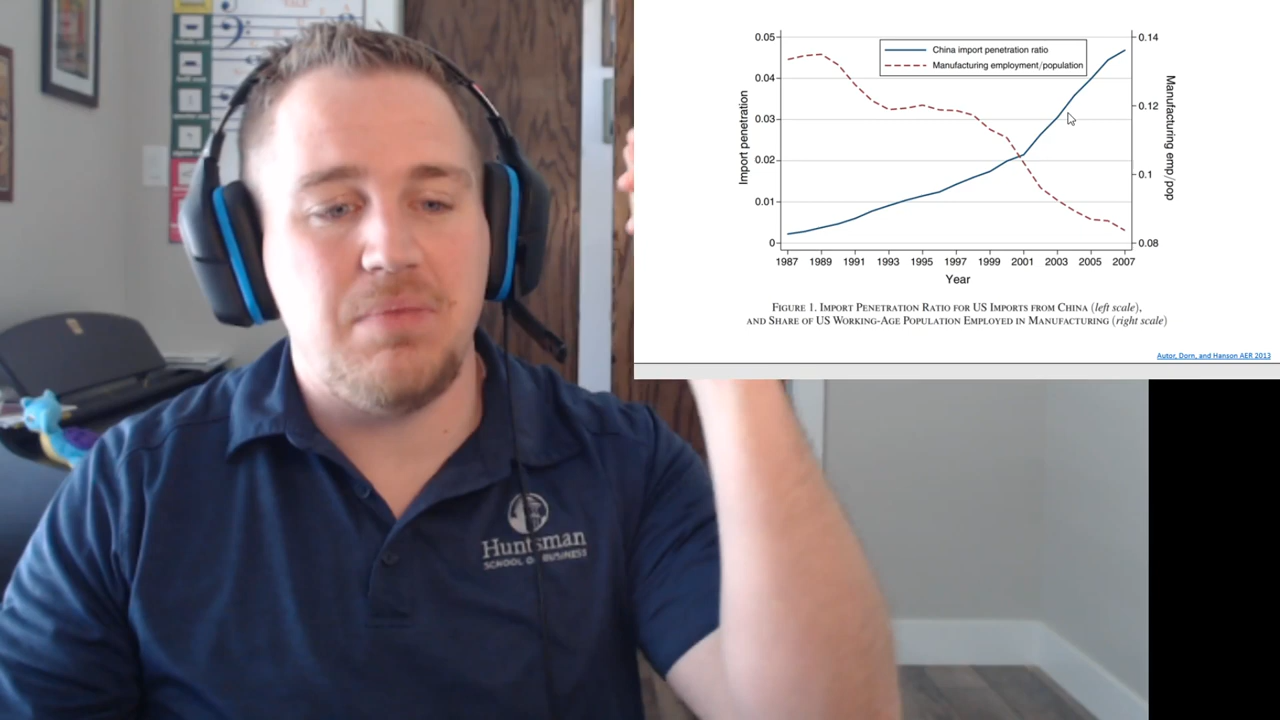 0.05
0.04
0.03
0.02
0.01
0
Import penetration
China import penetration ratio
Manufacturing employment/population
0.14
0.12
0.1
0.08
Manufacturing emp/pop
1987 1989 1991 1993 1995 1997 1999 2001 2003 2005 2007
Year
FIGURE 1. IMPORT PENETRATION RATIO FOR US IMPORTS FROM CHINA (left scale),
AND SHARE OF US WORKING-AGE POPULATION EMPLOYED IN MANUFACTURING (right scale)
Autor, Dorn, and Hanson AER 2013
Huntsman
SCHOOL OF BUSINESS